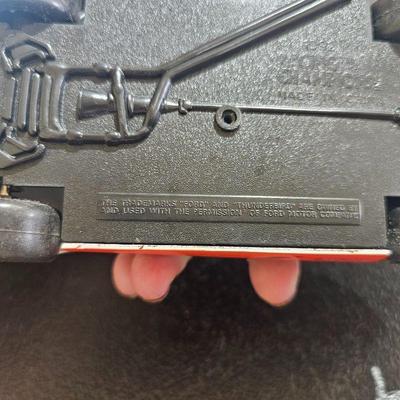 CHAMPIONS
MADE IN
THE TRADEMARKS "FORD" AND "THUNDERBIRD" ARE OWNED BY
AND USED WITH THE PERMISSION OF FORD MOTOR COMPANY